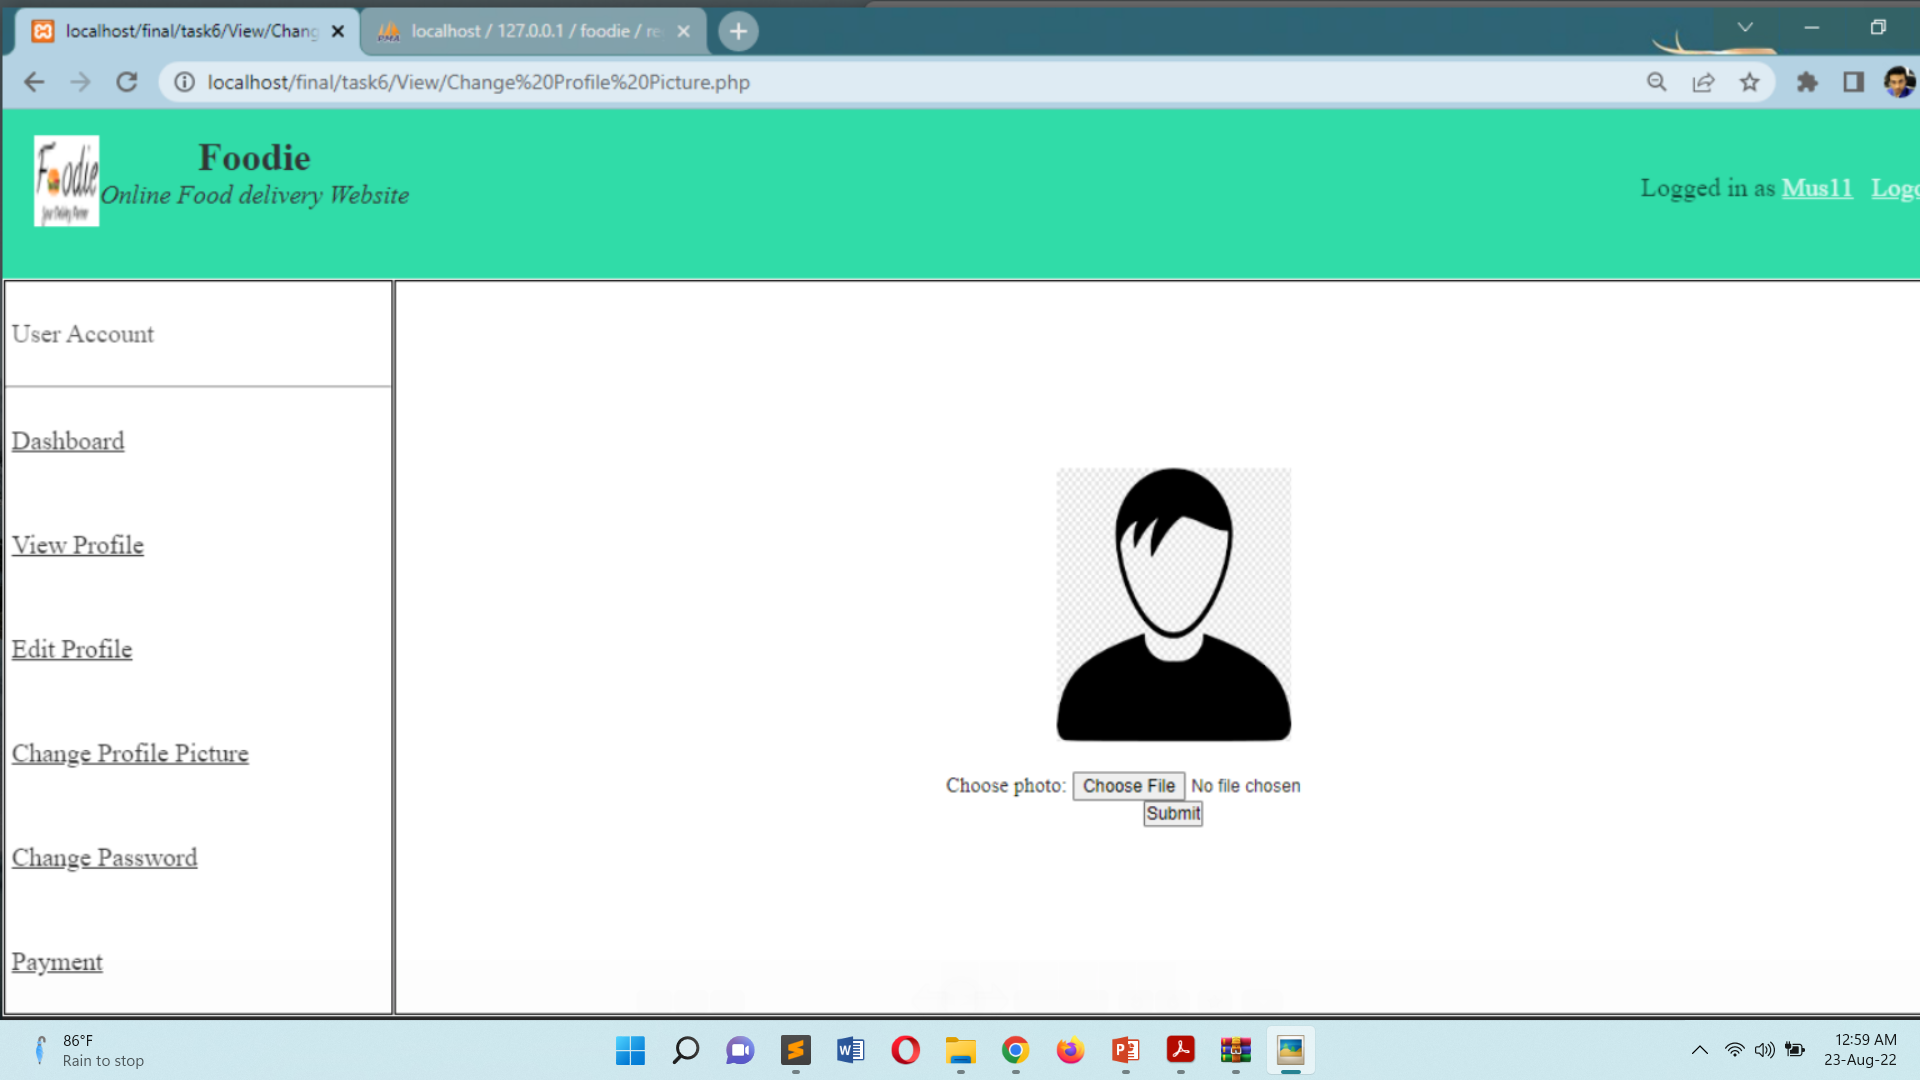 localhost/final/task6/View/Chang
localhost / 127.0.0.1 / foodie / re
localhost/final/task6/View/Change%20Profile%20Picture.php
Foodie
Foodie
Online Food delivery Website
Logged in as Mus11 Logo
User Account
Dashboard
View Profile
Edit Profile
Change Profile Picture
Change Password
Payment
Choose photo: Choose File No file chosen
Submit
86°F
Rain to stop
12:59 AM
23-Aug-22